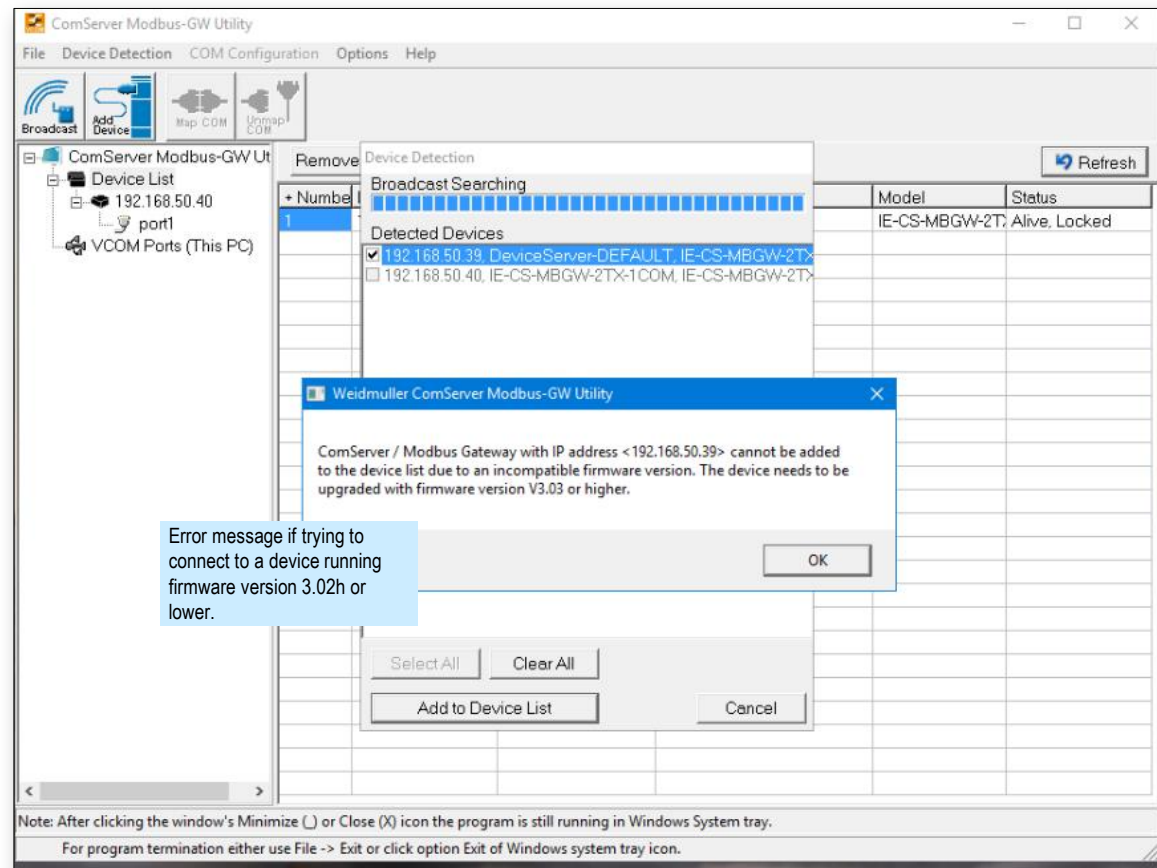 ComServer Modbus-GW Utility
File Device Detection COM Configuration Options Help
Broadcast
Add Device
Map COM
Unmap COM
ComServer Modbus-GW Ut
Device List
192.168.50.40
port1
VCOM Ports (This PC)
Remove
Refresh
+ Numbe
Model
Status
1
IE-CS-MBGW-2T
Alive, Locked
Device Detection
Broadcast Searching
Detected Devices
192.168.50.39, DeviceServer-DEFAULT, IE-CS-MBGW-2TX
192.168.50.40, IE-CS-MBGW-2TX-1COM, IE-CS-MBGW-2TX
Weidmuller ComServer Modbus-GW Utility
ComServer / Modbus Gateway with IP address <192.168.50.39> cannot be added
to the device list due to an incompatible firmware version. The device needs to be
upgraded with firmware version V3.03 or higher.
OK
Error message if trying to
connect to a device running
firmware version 3.02h or
lower.
Select All
Clear All
Add to Device List
Cancel
Note: After clicking the window's Minimize (_) or Close (X) icon the program is still running in Windows System tray.
For program termination either use File -> Exit or click option Exit of Windows system tray icon.